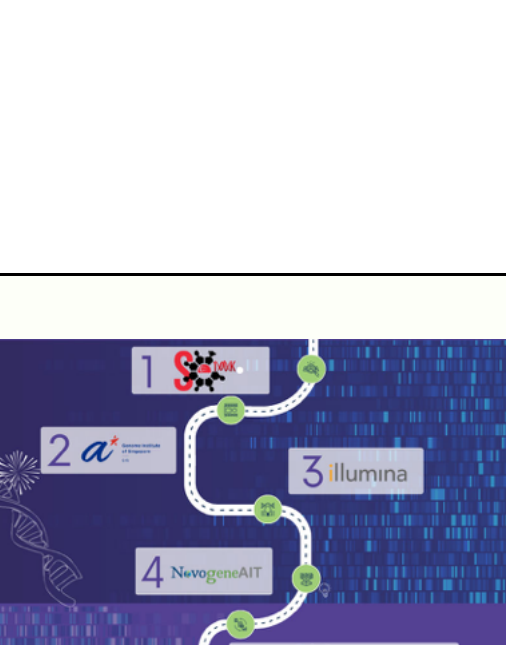 1
2 a*
Genome Institute
of Singapore
3 illumina
4 NovogeneAIT